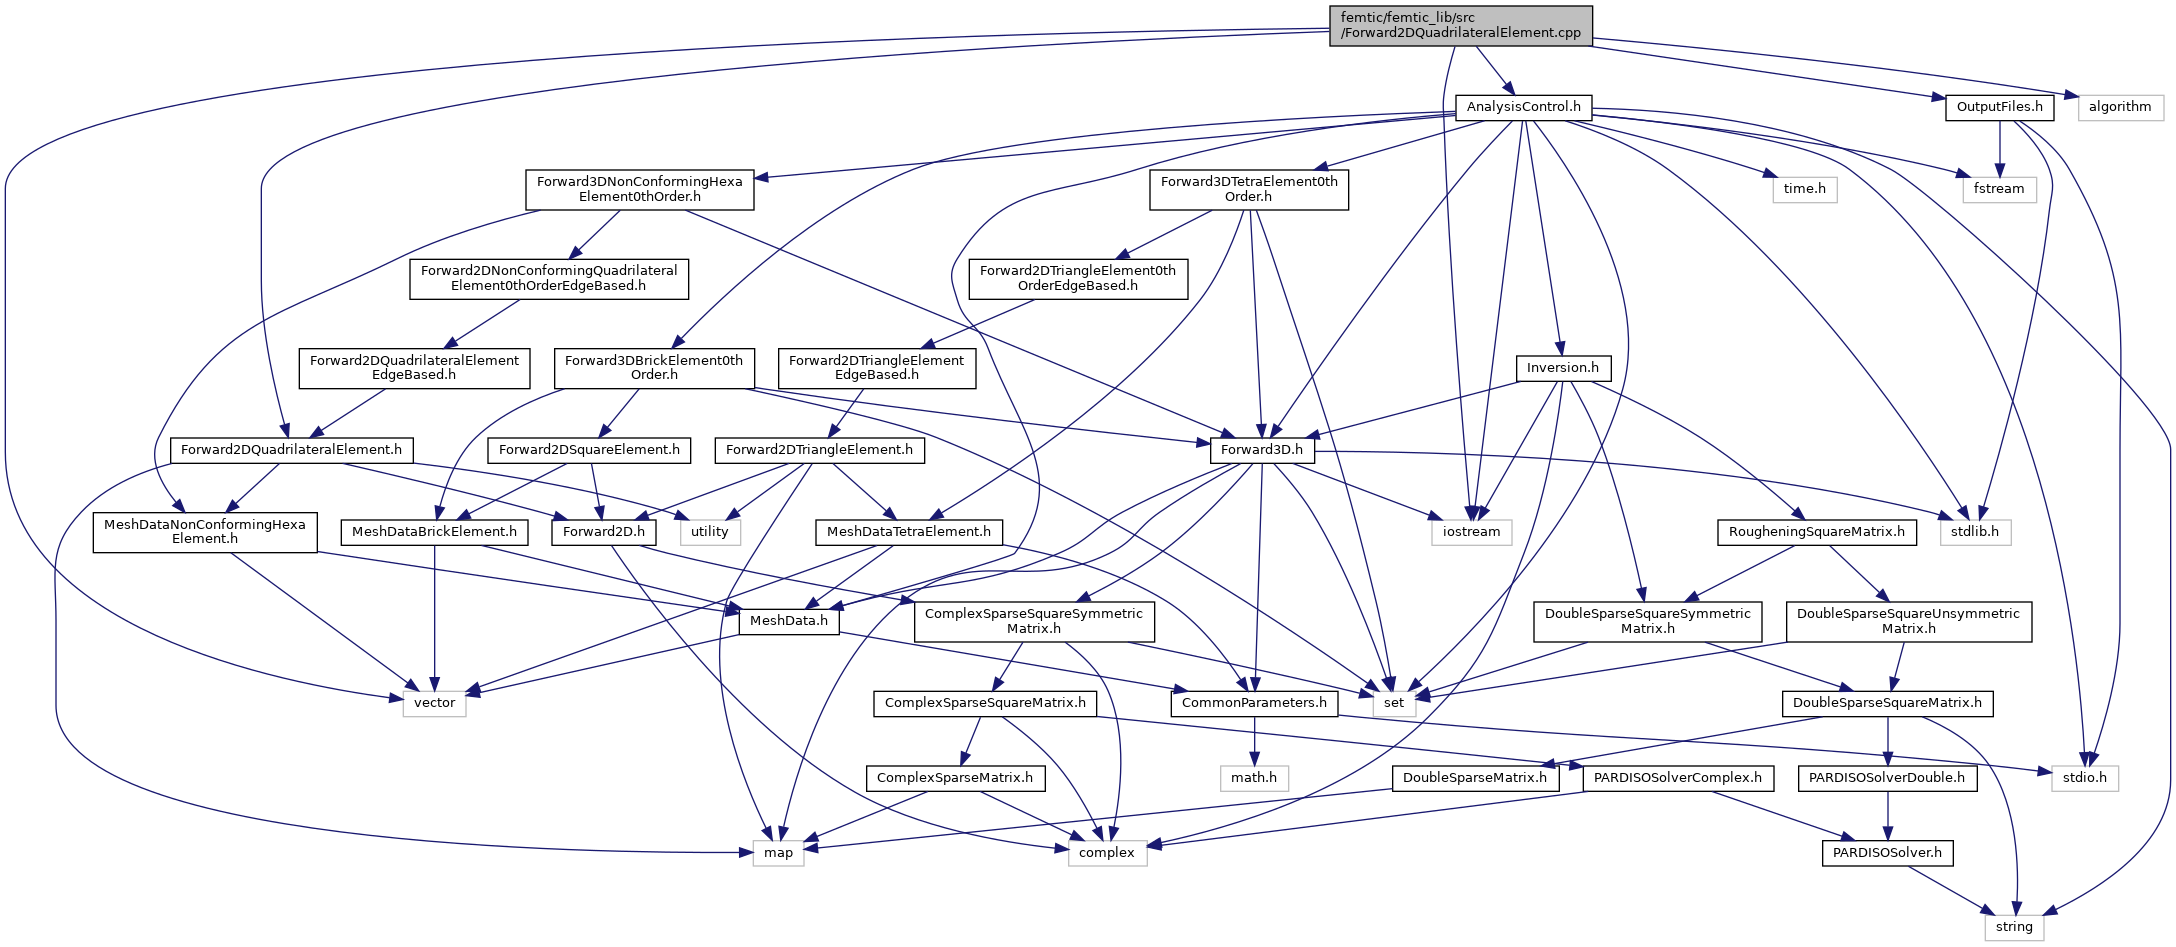 femtic/femtic_lib/src
/Forward2DQuadrilateralElement.cpp
AnalysisControl.h
OutputFiles.h
algorithm
Forward3DNonConformingHexa
Element0thOrder.h
Forward3DTetraElement0th
Order.h
time.h
fstream
Forward2DNonConformingQuadrilateral
Element0thOrderEdgeBased.h
Forward2DTriangleElement0th
OrderEdgeBased.h
Forward2DQuadrilateralElement
EdgeBased.h
Forward3DBrickElement0th
Order.h
Forward2DTriangleElement
EdgeBased.h
Inversion.h
Forward2DQuadrilateralElement.h
Forward2DSquareElement.h
Forward2DTriangleElement.h
Forward3D.h
MeshDataNonConformingHexa
Element.h
MeshDataBrickElement.h
Forward2D.h
utility
MeshDataTetraElement.h
iostream
RougheningSquareMatrix.h
stdlib.h
MeshData.h
ComplexSparseSquareSymmetric
Matrix.h
DoubleSparseSquareSymmetric
Matrix.h
DoubleSparseSquareUnsymmetric
Matrix.h
vector
ComplexSparseSquareMatrix.h
CommonParameters.h
set
DoubleSparseSquareMatrix.h
ComplexSparseMatrix.h
math.h
DoubleSparseMatrix.h
PARDISOSolverComplex.h
PARDISOSolverDouble.h
stdio.h
map
complex
PARDISOSolver.h
string